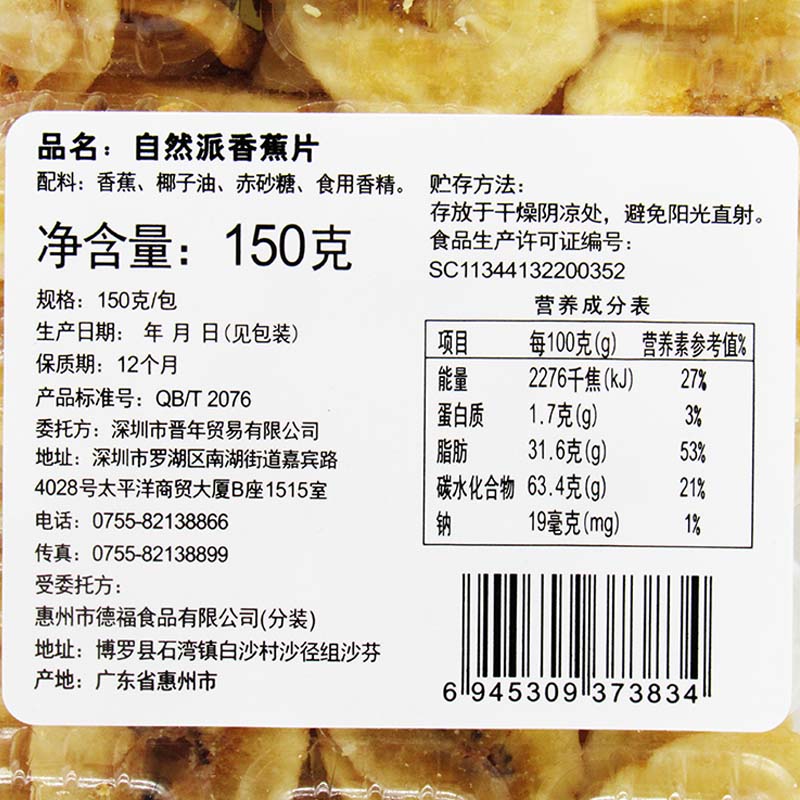 品名：自然派香蕉片
配料：香蕉、椰子油、赤砂糖、食用香精。
净含量：150克
规格：150克/包
生产日期： 年 月 日(见包装)
保质期：12个月
产品标准号：QB/T 2076
委托方：深圳市晋年贸易有限公司
地址：深圳市罗湖区南湖街道嘉宾路
4028号太平洋商贸大厦B座1515室
电话：0755-82138866
传真：0755-82138899
受委托方：
惠州市德福食品有限公司(分装)
地址：博罗县石湾镇白沙村沙径组沙芬
产地：广东省惠州市
贮存方法：
存放于干燥阴凉处，避免阳光直射。
食品生产许可证编号：
SC11344132200352
营养成分表
项目 每100克(g) 营养素参考值%
能量 2276千焦(kJ) 27%
蛋白质 1.7克(g) 3%
脂肪 31.6克(g) 53%
碳水化合物 63.4克(g) 21%
钠 19毫克(mg) 1%
6 945309 373834